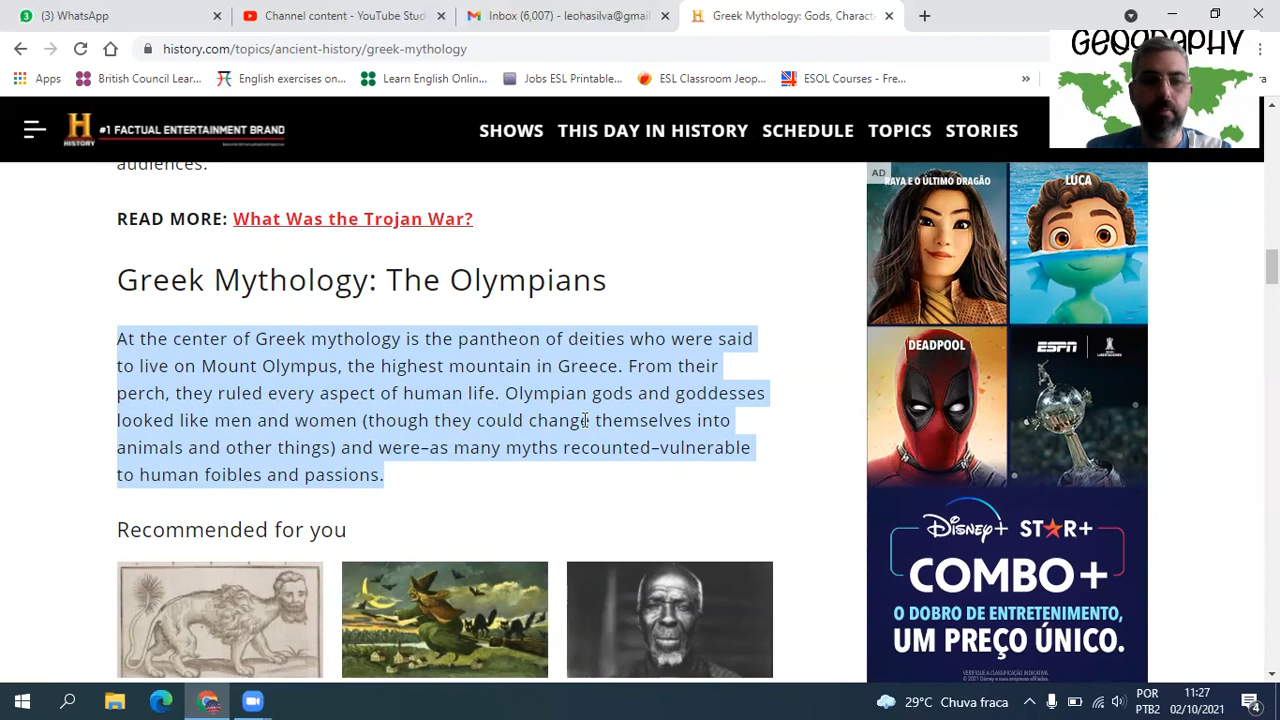 (3) WhatsApp
Culture - YouTube Stud
Inbox (6,007) - leohasilva@gmail
Greek Mythology: Gods, Charact
history.com/topics/ancient-history/greek-mythology
Apps
British Council Lear...
English exercises on...
Learn English Onlin...
Jobs ESL Printable...
ESL Classroom Jeop...
ESOL Courses - Fre...
»
GEOGRAPHY
H
HISTORY
#1 FACTUAL ENTERTAINMENT BRAND
SHOWS THIS DAY IN HISTORY SCHEDULE TOPICS STORIES
audiences.
READ MORE: What Was the Trojan War?
Greek Mythology: The Olympians
At the center of Greek mythology is the pantheon of deities who were said
to live on Mount Olympus, the highest mountain in Greece. From their
perch, they ruled every aspect of human life. Olympian gods and goddesses
looked like men and women (though they could change themselves into
animals and other things) and were–as many myths recounted–vulnerable
to human foibles and passions.
Recommended for you
AD
RAYA E O ÚLTIMO DRAGÃO
LUCA
DEADPOOL
ESPN
LIBERTADORES
Disney+ STAR+
COMBO+
O DOBRO DE ENTRETENIMENTO,
UM PREÇO ÚNICO.
VERIFIQUE A CLASSIFICAÇÃO INDICATIVA.
29°C Chuva fraca
POR
PTB2
11:27
02/10/2021
4